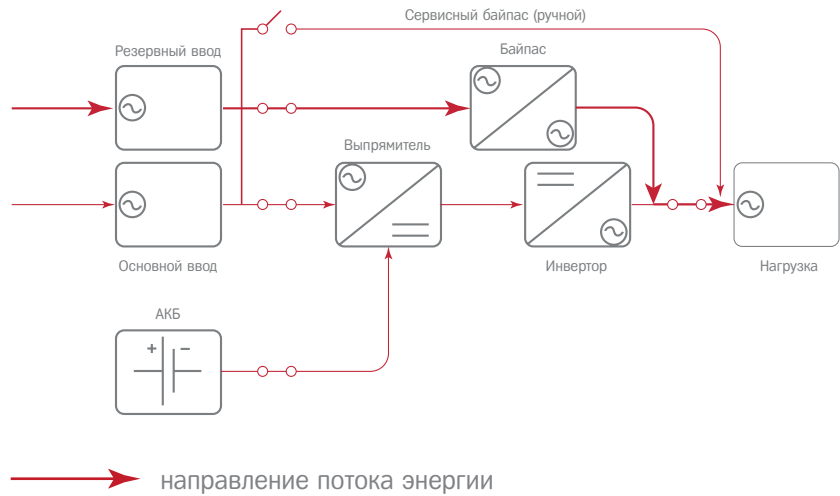 Сервисный байпас (ручной)
Резервный ввод
Байпас
Выпрямитель
Основной ввод
Инвертор
Нагрузка
АКБ
+ −
направление потока энергии